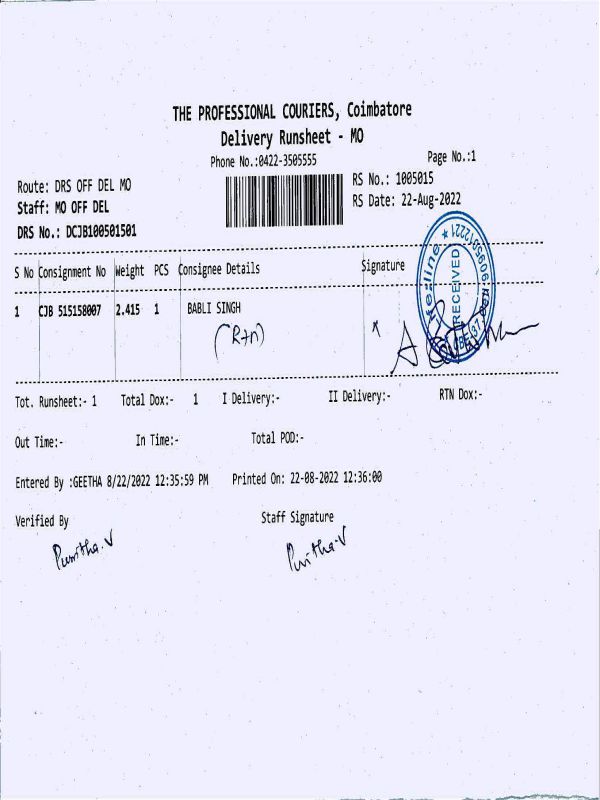 THE PROFESSIONAL COURIERS, Coimbatore
Delivery Runsheet - MO
Phone No.:0422-3505555 Page No.:1
Route: DRS OFF DEL MO RS No.: 1005015
Staff: MO OFF DEL RS Date: 22-Aug-2022
DRS No.: DCJB100501501
S No Consignment No Weight PCS Consignee Details Signature
1 CJB 515158007 2.415 1 BABLI SINGH
(Rtn)
RECEIVED
Tot. Runsheet:- 1 Total Dox:- 1 I Delivery:- II Delivery:- RTN Dox:-
Out Time:- In Time:- Total POD:-
Entered By :GEETHA 8/22/2022 12:35:59 PM Printed On: 22-08-2022 12:36:00
Verified By Staff Signature
Punitha.V Punitha.V